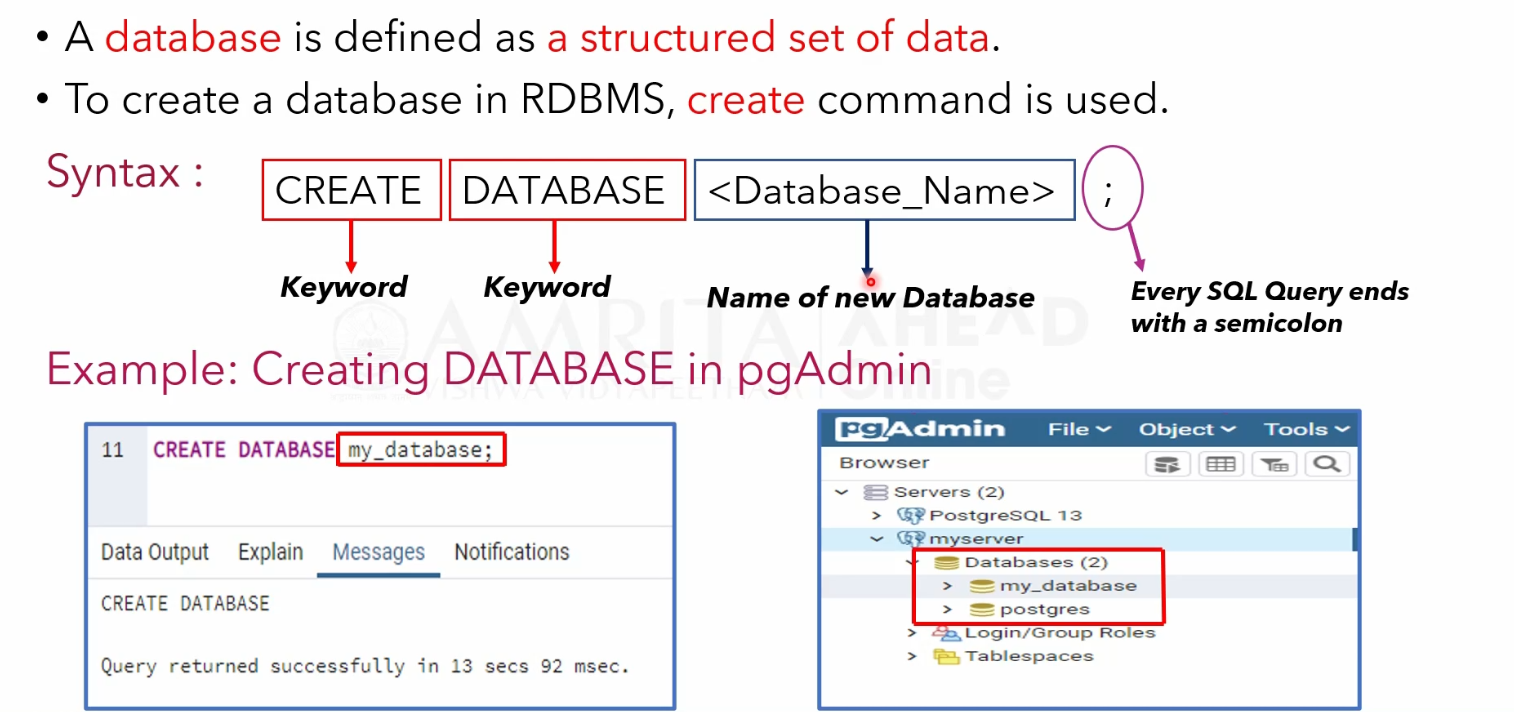 • A database is defined as a structured set of data.
• To create a database in RDBMS, create command is used.
Syntax : CREATE DATABASE <Database_Name> ;
Keyword Keyword Name of new Database
Every SQL Query ends
with a semicolon
AMRITA AHEAD
VISHWA VIDYAPEETHAM Online
Example: Creating DATABASE in pgAdmin
11 CREATE DATABASE my_database;
Data Output Explain Messages Notifications
CREATE DATABASE
Query returned successfully in 13 secs 92 msec.
pgAdmin File Object Tools
Browser
Servers (2)
PostgreSQL 13
myserver
Databases (2)
my_database
postgres
Login/Group Roles
Tablespaces